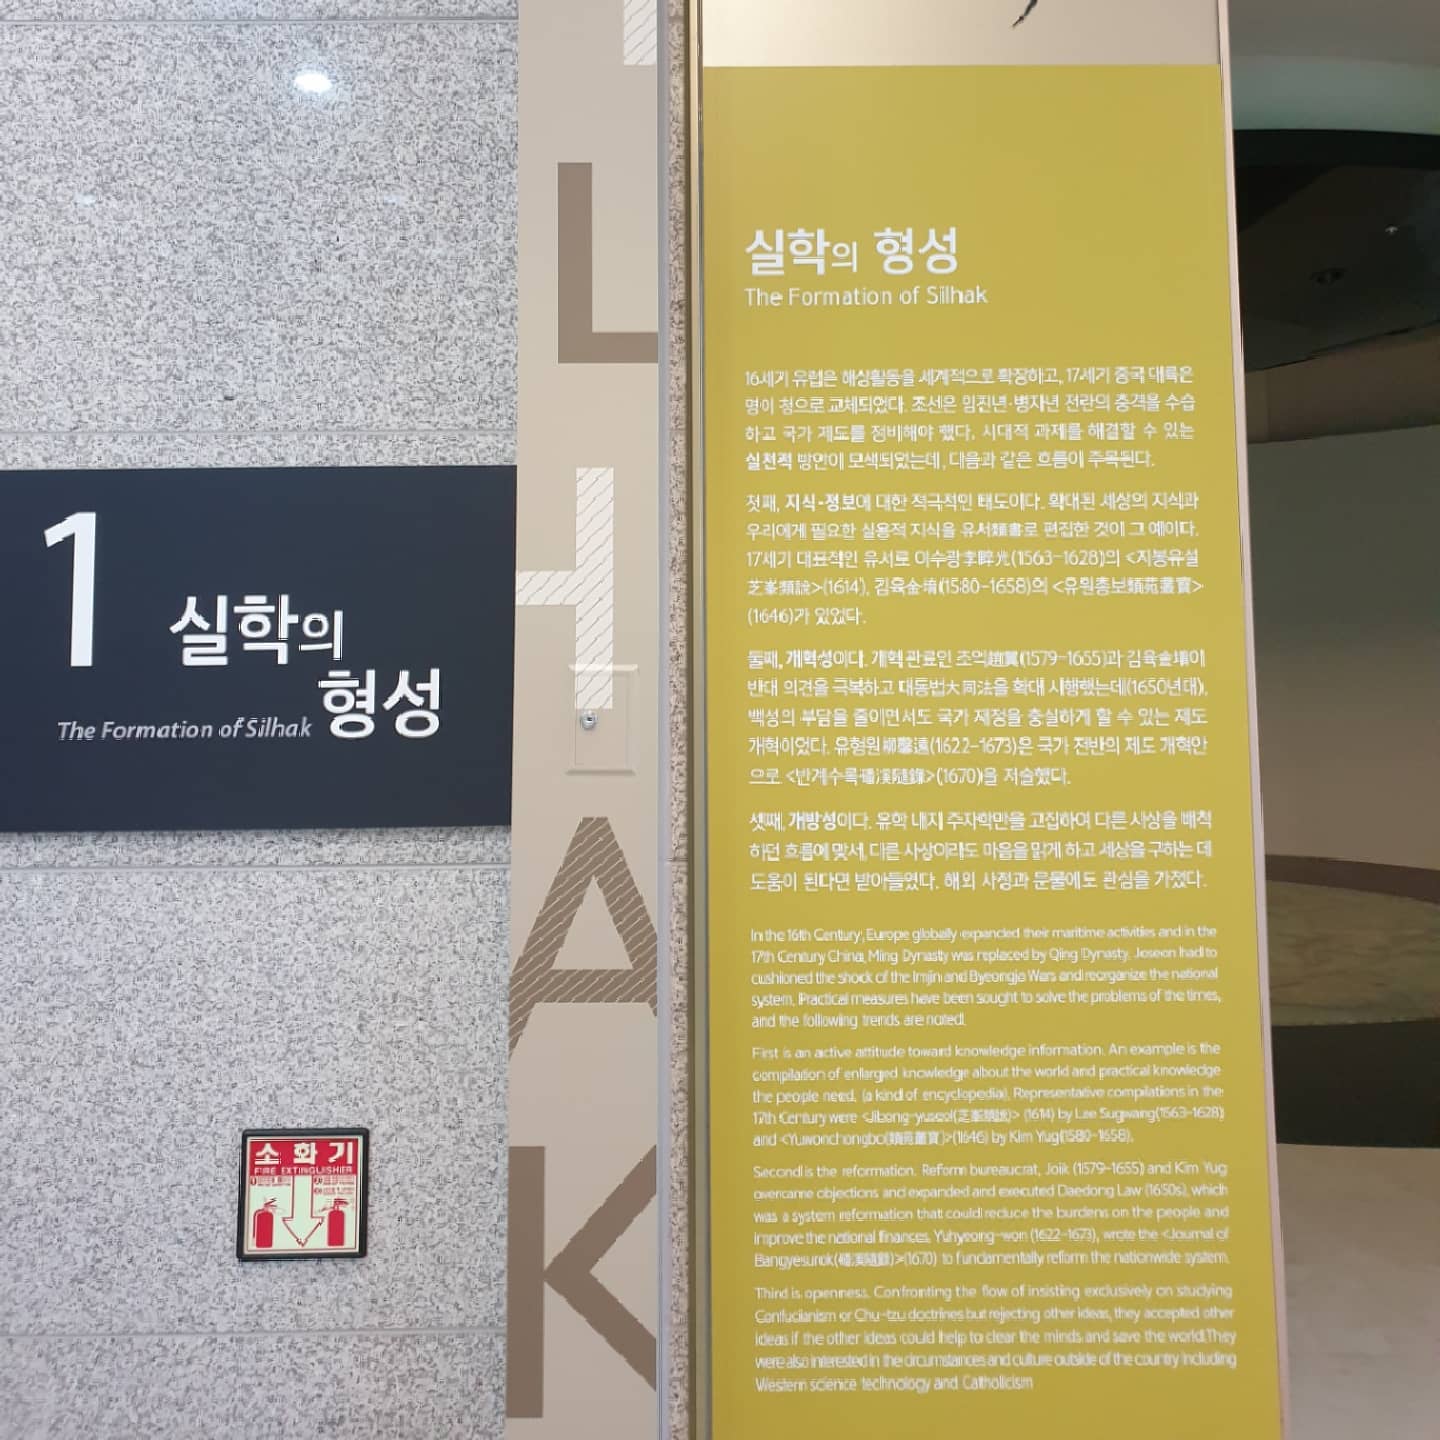 L
H
A
K
1 실학의
형성
The Formation of Silhak
소화기
FIRE EXTINGUISHER
실학의 형성
The Formation of Silhak
16세기 유럽은 해상활동을 세계적으로 확장하고, 17세기 중국 대륙은
명이 청으로 교체되었다. 조선은 임진년·병자년 전란의 충격을 수습
하고 국가 제도를 정비해야 했다. 시대적 과제를 해결할 수 있는
실천적 방안이 모색되었는데, 다음과 같은 흐름이 주목된다.
첫째, 지식·정보에 대한 적극적인 태도이다. 확대된 세상의 지식과
우리에게 필요한 실용적 지식을 유서類書로 편집한 것이 그 예이다.
17세기 대표적인 유서로 이수광李睟光(1563-1628)의 <지봉유설
芝峯類說>(1614), 김육金堉(1580-1658)의 <유원총보類苑叢寶>
(1646)가 있었다.
둘째, 개혁성이다. 개혁 관료인 조익趙翼(1579-1655)과 김육金堉이
반대 의견을 극복하고 대동법大同法을 확대 시행했는데(1650년대),
백성의 부담을 줄이면서도 국가 재정을 충실하게 할 수 있는 제도
개혁이었다. 유형원柳馨遠(1622-1673)은 국가 전반의 제도 개혁안
으로 <반계수록磻溪隨錄>(1670)을 저술했다.
셋째, 개방성이다. 유학 내지 주자학만을 고집하여 다른 사상을 배척
하던 흐름에 맞서, 다른 사상이라도 마음을 맑게 하고 세상을 구하는 데
도움이 된다면 받아들였다. 해외 사정과 문물에도 관심을 가졌다.
In the 16th Century, Europe globally expanded their maritime activities and in the
17th Century China, Ming Dynasty was replaced by Qing Dynasty. Joseon had to
cushioned the shock of the Imjin and Byeongja Wars and reorganize the national
system. Practical measures have been sought to solve the problems of the times,
and the following trends are noted.
First is an active attitude toward knowledge information. An example is the
compilation of enlarged knowledge about the world and practical knowledge
the people need, (a kind of encyclopedia). Representative compilations in the
17th Century were <Jibong-yuseol(芝峯類說)> (1614) by Lee Sugwang(1563-1628)
and <Yuwonchongbo(類苑叢寶)>(1646) by Kim Yug(1580-1658).
Second is the reformation. Reform bureaucrat, Joik (1579-1655) and Kim Yug
overcame objections and expanded and executed Daedong Law (1650s), which
was a system reformation that could reduce the burdens on the people and
improve the national finances. Yuhyeong-won (1622-1673), wrote the <Journal of
Bangyesurok(磻溪隨錄)>(1670) to fundamentally reform the nationwide system.
Third is openness. Confronting the flow of insisting exclusively on studying
Confucianism or Chu-tzu doctrines but rejecting other ideas, they accepted other
ideas if the other ideas could help to clear the minds and save the world. They
were also interested in the circumstances and culture outside of the country including
Western science technology and Catholicism